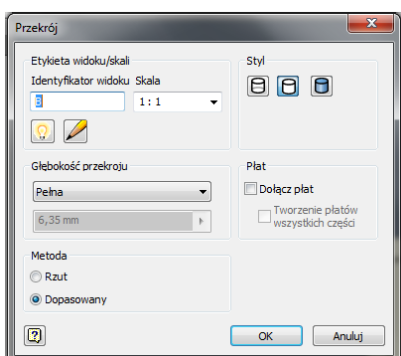 Przekrój
Etykieta widoku/skali
Identyfikator widoku Skala
B
1 : 1
Styl
Głębokość przekroju
Pełna
6,35 mm
Płat
Dołącz płat
Tworzenie płatów
wszystkich części
Metoda
Rzut
Dopasowany
OK
Anuluj